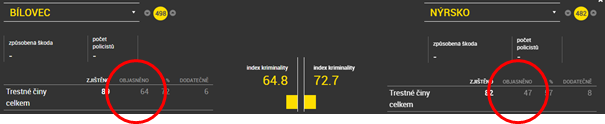 BÍLOVEC 498 NÝRSKO 482
způsobená škoda počet policistů způsobená škoda počet policistů
- - - -
index kriminality index kriminality
64.8 72.7
ZJIŠTĚNO OBJASNĚNO % DODATEČNĚ ZJIŠTĚNO OBJASNĚNO % DODATEČNĚ
Trestné činy celkem 89 64 72 6 Trestné činy celkem 82 47 57 8